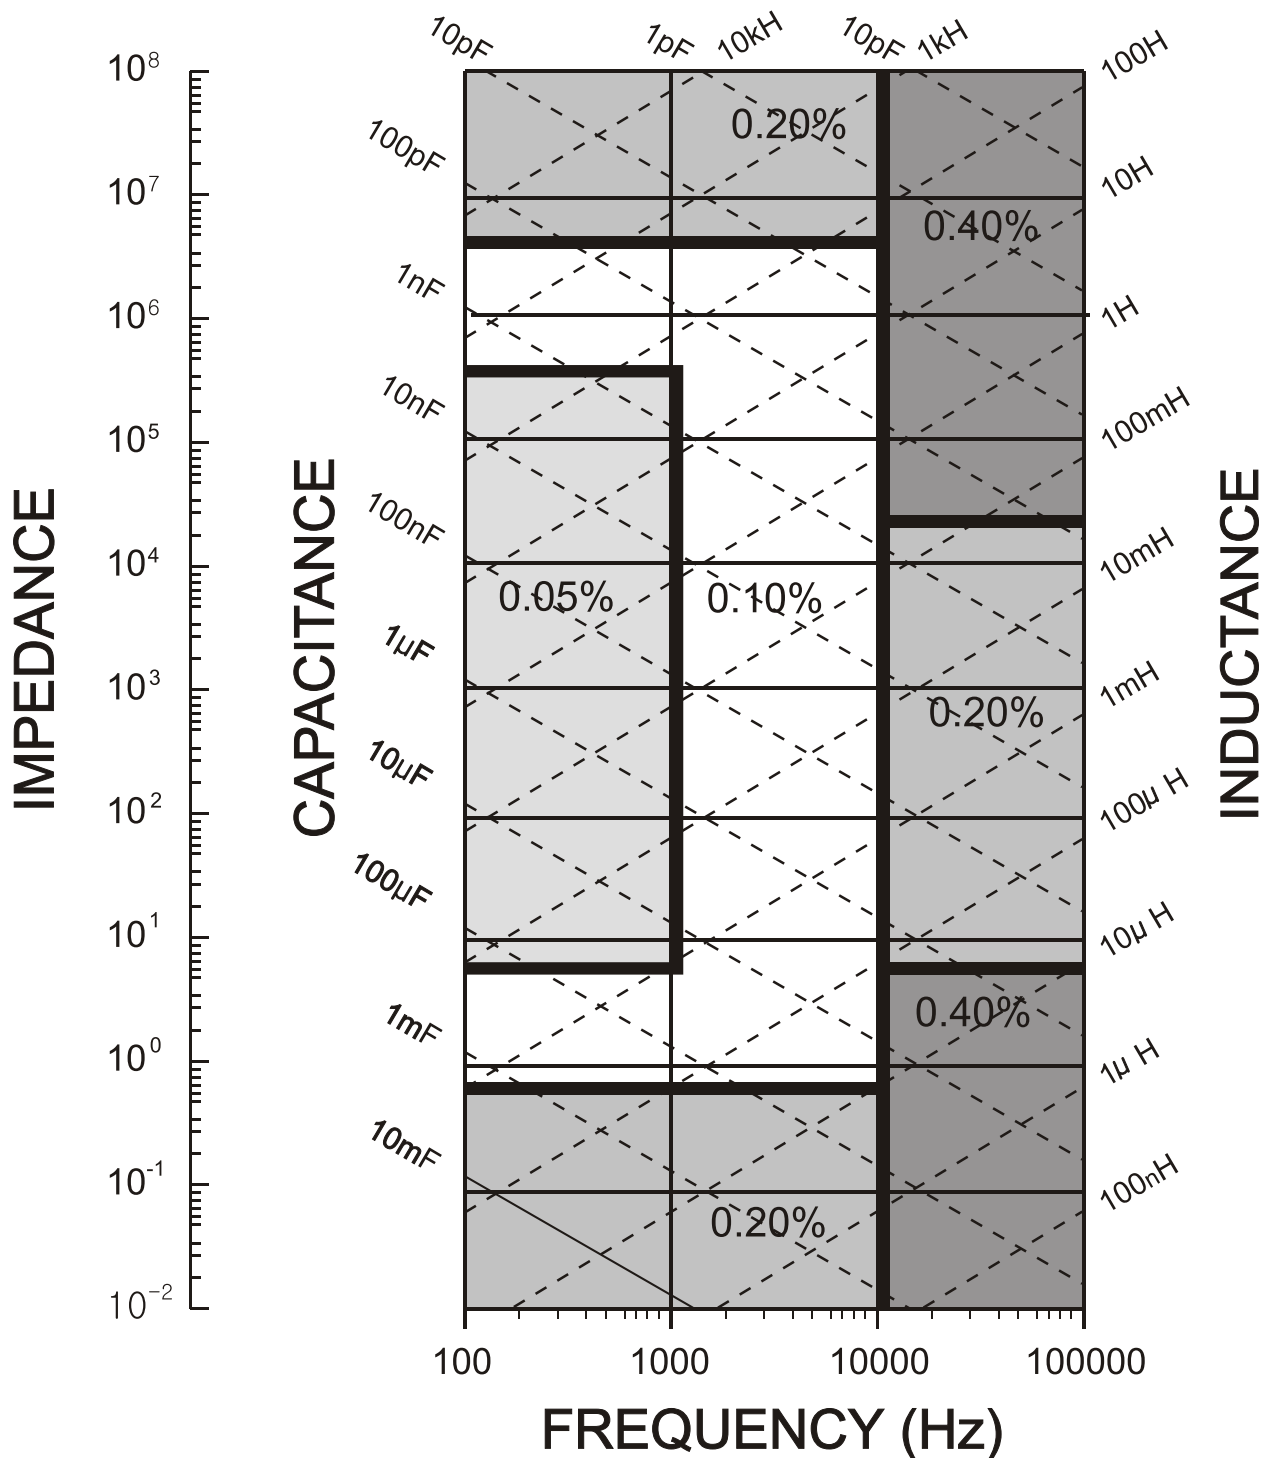 10pF
1pF
10kH
10pF
1kH
100H
10⁸
100pF
0.20%
10H
10⁷
0.40%
1nF
1H
10⁶
10nF
100mH
10⁵
100nF
10mH
10⁴
0.05%
0.10%
1µF
1mH
10³
0.20%
10µF
100µ H
10²
100µF
10µ H
10¹
1mF
0.40%
1µ H
10⁰
10mF
100nH
10⁻¹
0.20%
10⁻²
IMPEDANCE
CAPACITANCE
INDUCTANCE
100
1000
10000
100000
FREQUENCY (Hz)